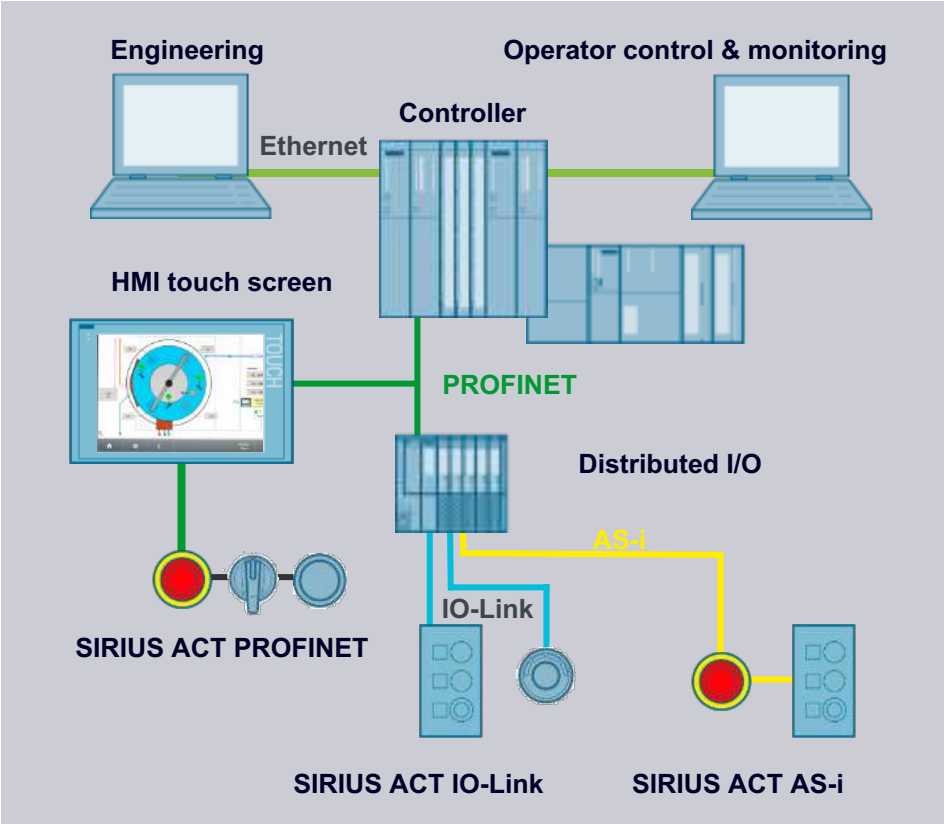 Engineering
Operator control & monitoring
Controller
Ethernet
HMI touch screen
TOUCH
PROFINET
Distributed I/O
AS-i
IO-Link
SIRIUS ACT PROFINET
SIRIUS ACT IO-Link
SIRIUS ACT AS-i